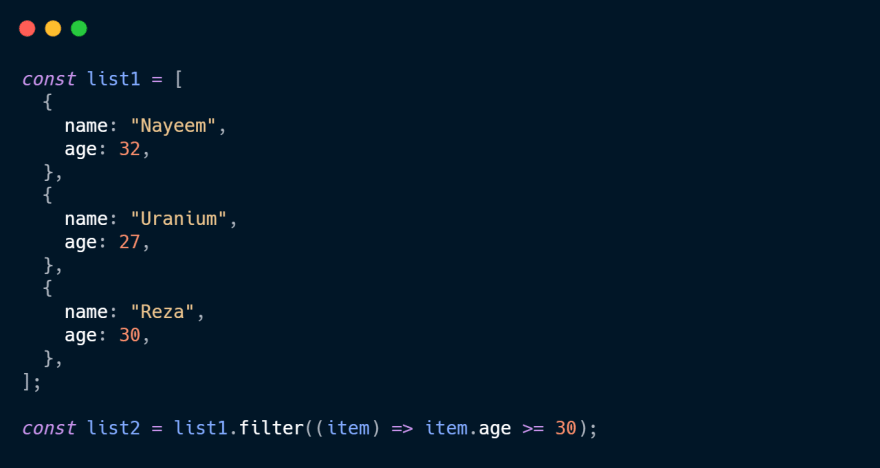 const list1 = [
  {
    name: "Nayeem",
    age: 32,
  },
  {
    name: "Uranium",
    age: 27,
  },
  {
    name: "Reza",
    age: 30,
  },
];

const list2 = list1.filter((item) => item.age >= 30);